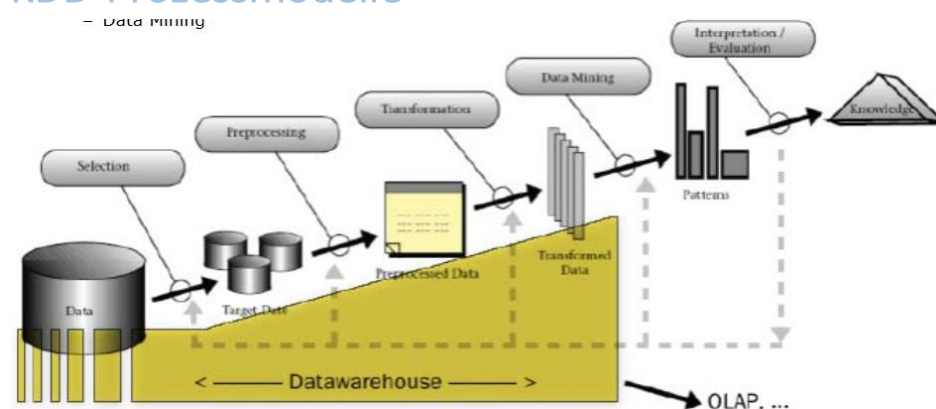 KDD Prozessmodelle
– Data Mining
Interpretation /
Evaluation
Data Mining
Knowledge
Transformation
Preprocessing
Selection
Patterns
Transformed
Data
Preprocessed Data
Target Data
Data
< ——— Datawarehouse ——— >
OLAP, ...